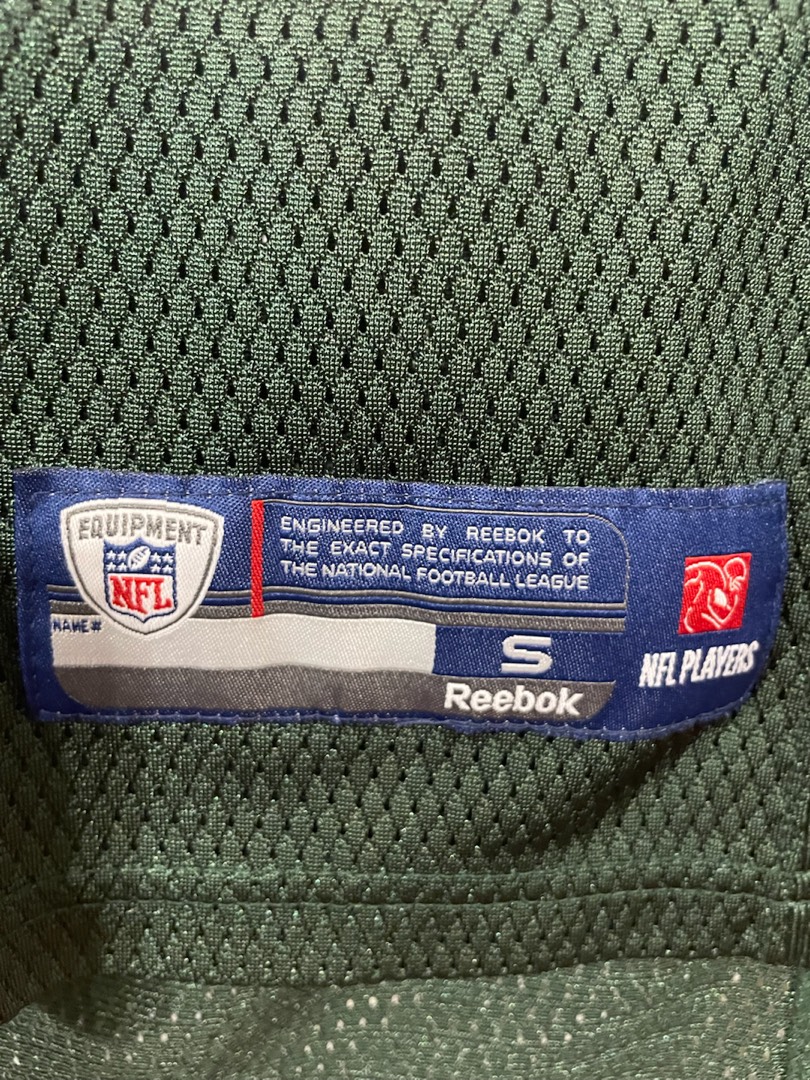 EQUIPMENT
NFL
ENGINEERED BY REEBOK TO
THE EXACT SPECIFICATIONS OF
THE NATIONAL FOOTBALL LEAGUE
NAME#
S
Reebok
NFL PLAYERS